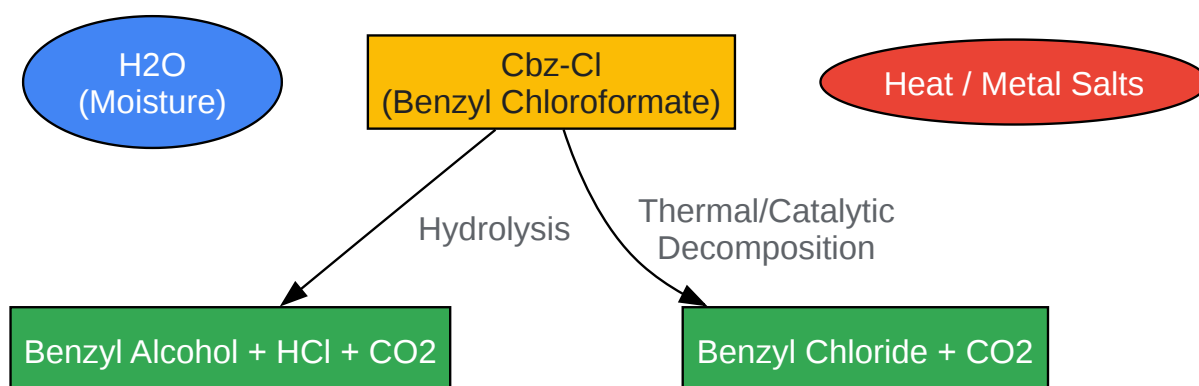 H2O
(Moisture)
Cbz-Cl
(Benzyl Chloroformate)
Heat / Metal Salts
Hydrolysis
Thermal/Catalytic
Decomposition
Benzyl Alcohol + HCl + CO2
Benzyl Chloride + CO2